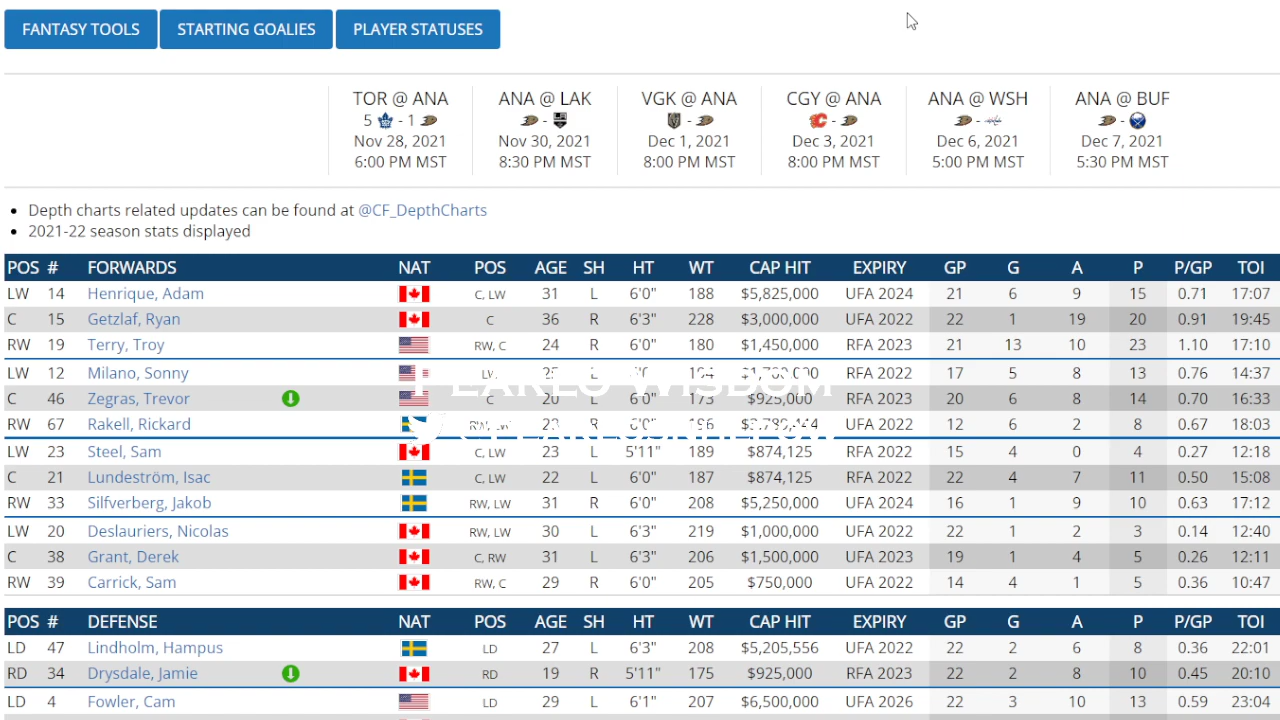 FANTASY TOOLS STARTING GOALIES PLAYER STATUSES
TOR @ ANA ANA @ LAK VGK @ ANA CGY @ ANA ANA @ WSH ANA @ BUF
5 - 1 - - - - -
Nov 28, 2021 Nov 30, 2021 Dec 1, 2021 Dec 3, 2021 Dec 6, 2021 Dec 7, 2021
6:00 PM MST 8:30 PM MST 8:00 PM MST 8:00 PM MST 5:00 PM MST 5:30 PM MST
• Depth charts related updates can be found at @CF_DepthCharts
• 2021-22 season stats displayed
POS # FORWARDS NAT POS AGE SH HT WT CAP HIT EXPIRY GP G A P P/GP TOI
LW 14 Henrique, Adam C, LW 31 L 6'0" 188 $5,825,000 UFA 2024 21 6 9 15 0.71 17:07
C 15 Getzlaf, Ryan C 36 R 6'3" 228 $3,000,000 UFA 2022 22 1 19 20 0.91 19:45
RW 19 Terry, Troy RW, C 24 R 6'0" 180 $1,450,000 RFA 2023 21 13 10 23 1.10 17:10
LW 12 Milano, Sonny RFA 2022 17 5 8 13 0.76 14:37
C 46 Zegras, Trevor C 20 L 6'0" 173 $925,000 RFA 2023 20 6 8 14 0.70 16:33
RW 67 Rakell, Rickard UFA 2022 12 6 2 8 0.67 18:03
LW 23 Steel, Sam C, LW 23 L 5'11" 189 $874,125 RFA 2022 15 4 0 4 0.27 12:18
C 21 Lundeström, Isac C, LW 22 L 6'0" 187 $874,125 RFA 2022 22 4 7 11 0.50 15:08
RW 33 Silfverberg, Jakob RW, LW 31 R 6'0" 208 $5,250,000 UFA 2024 16 1 9 10 0.63 17:12
LW 20 Deslauriers, Nicolas RW, LW 30 L 6'3" 219 $1,000,000 UFA 2022 22 1 2 3 0.14 12:40
C 38 Grant, Derek C, RW 31 L 6'3" 206 $1,500,000 UFA 2023 19 1 4 5 0.26 12:11
RW 39 Carrick, Sam RW, C 29 R 6'0" 205 $750,000 UFA 2022 14 4 1 5 0.36 10:47
POS # DEFENSE NAT POS AGE SH HT WT CAP HIT EXPIRY GP G A P P/GP TOI
LD 47 Lindholm, Hampus LD 27 L 6'3" 208 $5,205,556 UFA 2022 22 2 6 8 0.36 22:01
RD 34 Drysdale, Jamie RD 19 R 5'11" 175 $925,000 RFA 2023 22 2 8 10 0.45 20:10
LD 4 Fowler, Cam LD 29 L 6'1" 207 $6,500,000 UFA 2026 22 3 10 13 0.59 23:04